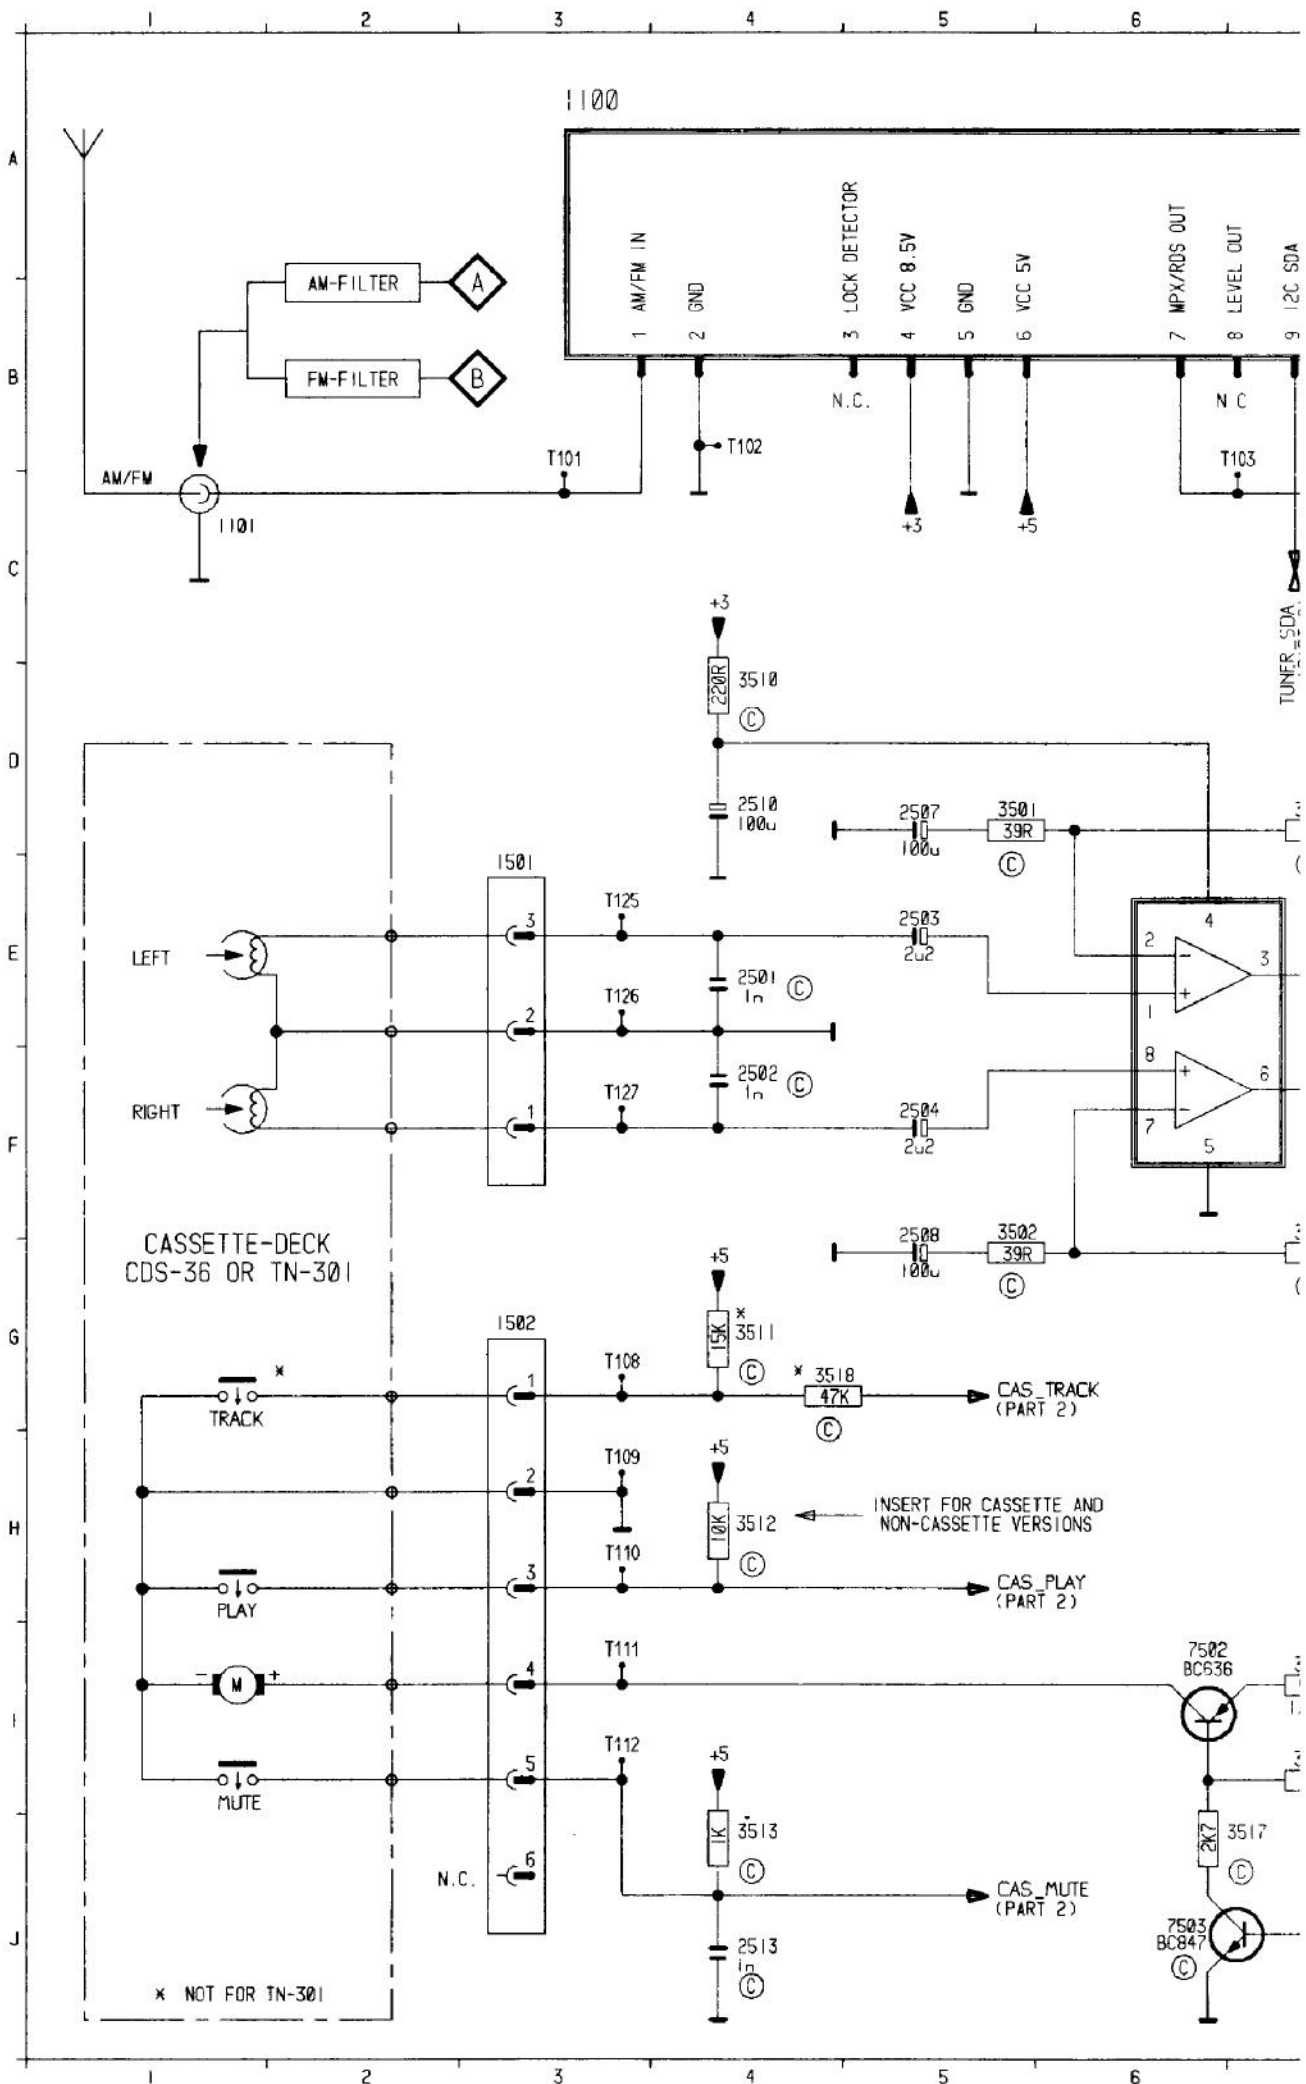 1 2 3 4 5 6
1100
A
AM/FM IN
GND
LOCK DETECTOR
VCC 8.5V
GND
VCC 5V
MPX/RDS OUT
LEVEL OUT
I2C SDA
1 2 3 4 5 6 7 8 9
AM-FILTER A
FM-FILTER B
B
N.C.
N C
T102
T101
T103
AM/FM
1101
+3
+5
C
+3
TUNER_SDA
220R 3510
C
D
2510
100u
2507
100u
3501
39R
C
1501
T125
3
2503
2u2
4
2
3
E
LEFT
2501
1n
C
T126
2
1
8
2502
1n
C
T127
6
RIGHT
1
2504
2u2
7
5
F
CASSETTE-DECK
CDS-36 OR TN-301
2508
100u
3502
39R
C
+5
1502
G
15K
*
3511
C
T108
*
3518
47K
C
*
TRACK
1
CAS_TRACK
(PART 2)
+5
T109
2
H
10K 3512
C
INSERT FOR CASSETTE AND
NON-CASSETTE VERSIONS
T110
3
PLAY
CAS_PLAY
(PART 2)
T111
7502
BC636
- M +
4
I
T112
+5
5
MUTE
1K 3513
C
2K7 3517
C
N.C.
6
CAS_MUTE
(PART 2)
J
2513
1n
C
7503
BC847
C
* NOT FOR TN-301
1 2 3 4 5 6